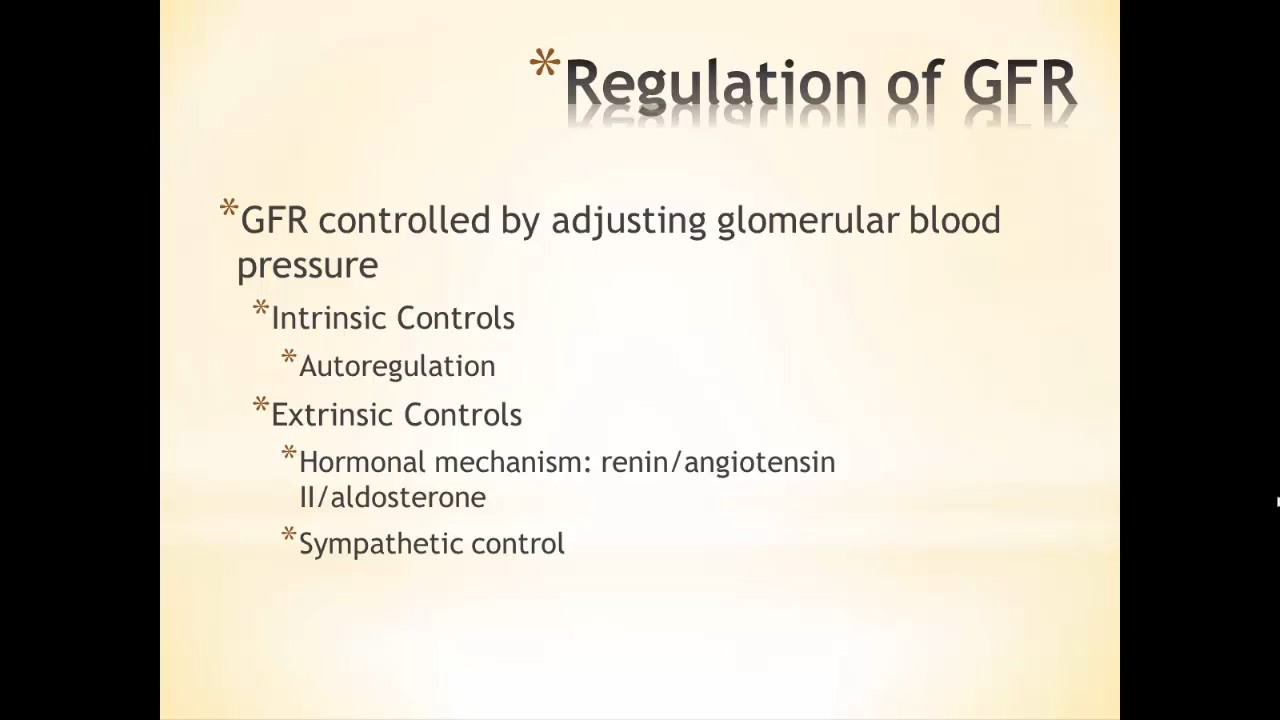 *Regulation of GFR
*GFR controlled by adjusting glomerular blood
pressure
*Intrinsic Controls
*Autoregulation
*Extrinsic Controls
*Hormonal mechanism: renin/angiotensin
II/aldosterone
*Sympathetic control